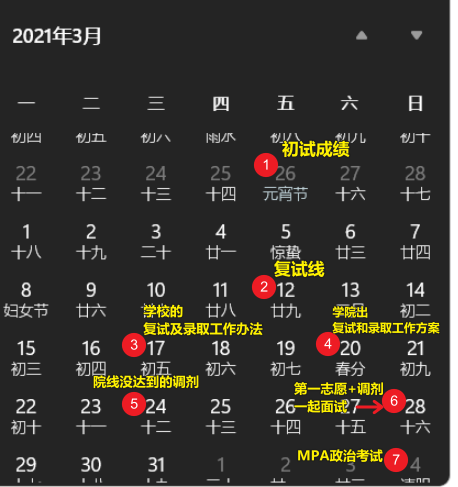 2021年3月
一 二 三 四 五 六 日
初四 初五 初六 雨水 初八 初九 初十
1 初试成绩
22 23 24 25 26 27 28
十一 十二 十三 十四 元宵节 十六 十七
1 2 3 4 5 6 7
十八 十九 二十 廿一 惊蛰 廿三 廿四
2 复试线
8 9 10 11 12 13 14
妇女节 廿六 廿八 廿九 初二
学校的
复试及录取工作办法
学院出
复试和录取工作方案
3 4
15 16 17 18 19 20 21
初三 初四 初五 初六 初七 春分 初九
院线没达到的调剂
第一志愿+调剂
一起面试
5 6
22 23 24 25 26 27 28
初十 十一 十二 十三 十四 十五 十六
MPA政治考试 7
29 30 31 1 2 3 4
十七 十八 十九 二十 清明